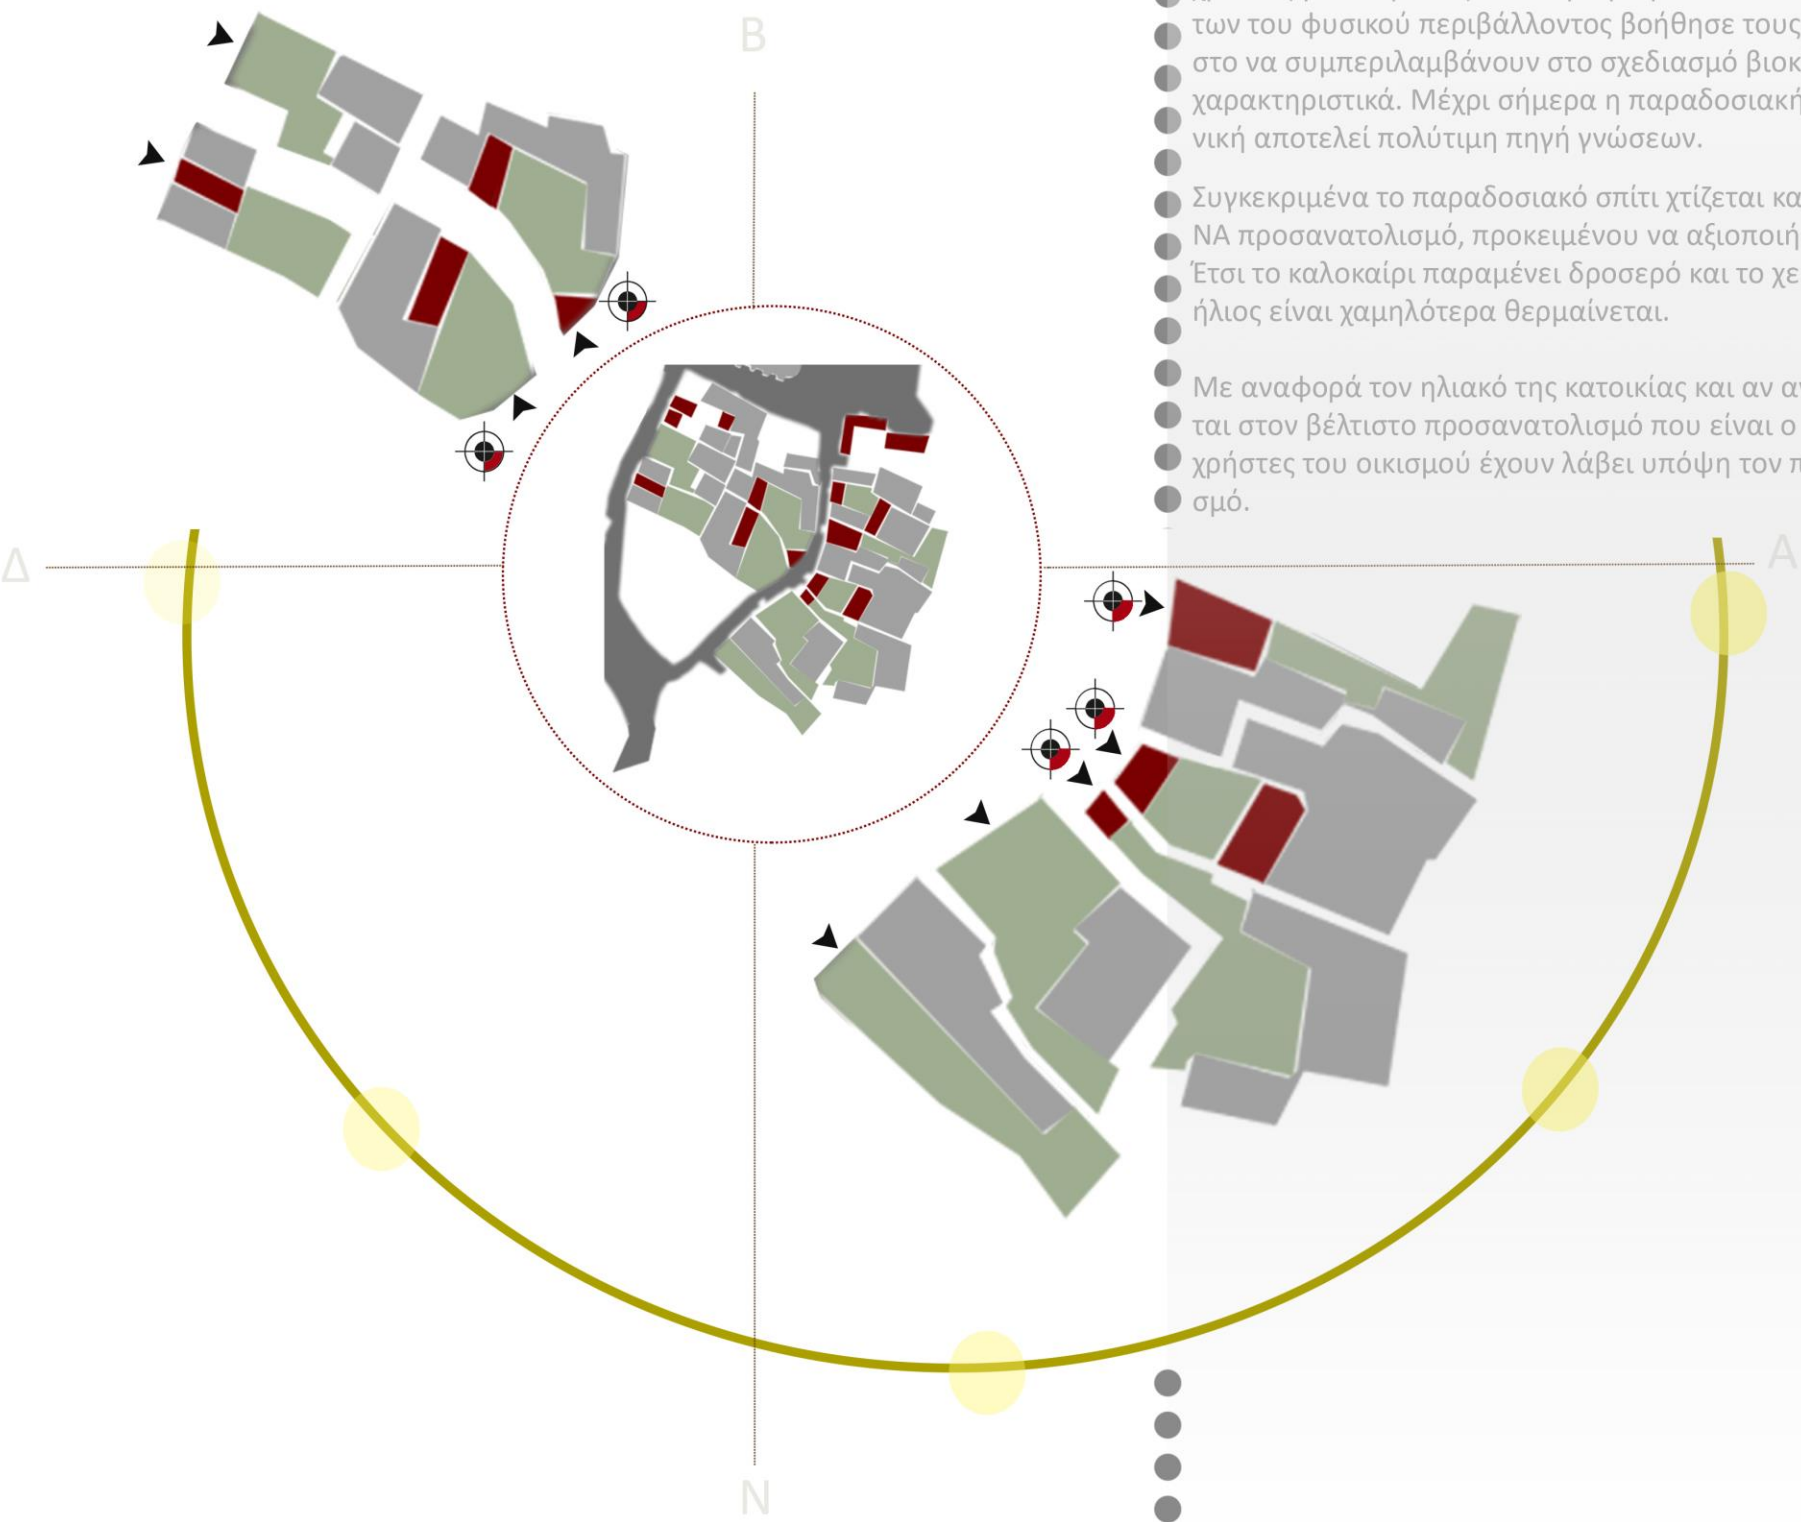 Β
των του φυσικού περιβάλλοντος βοήθησε τους
στο να συμπεριλαμβάνουν στο σχεδιασμό βιοκ
χαρακτηριστικά. Μέχρι σήμερα η παραδοσιακή
νική αποτελεί πολύτιμη πηγή γνώσεων.
Συγκεκριμένα το παραδοσιακό σπίτι χτίζεται κα
ΝΑ προσανατολισμό, προκειμένου να αξιοποιή
Έτσι το καλοκαίρι παραμένει δροσερό και το χε
ήλιος είναι χαμηλότερα θερμαίνεται.
Με αναφορά τον ηλιακό της κατοικίας και αν αν
ται στον βέλτιστο προσανατολισμό που είναι ο
χρήστες του οικισμού έχουν λάβει υπόψη τον π
σμό.
Δ
Α
Ν